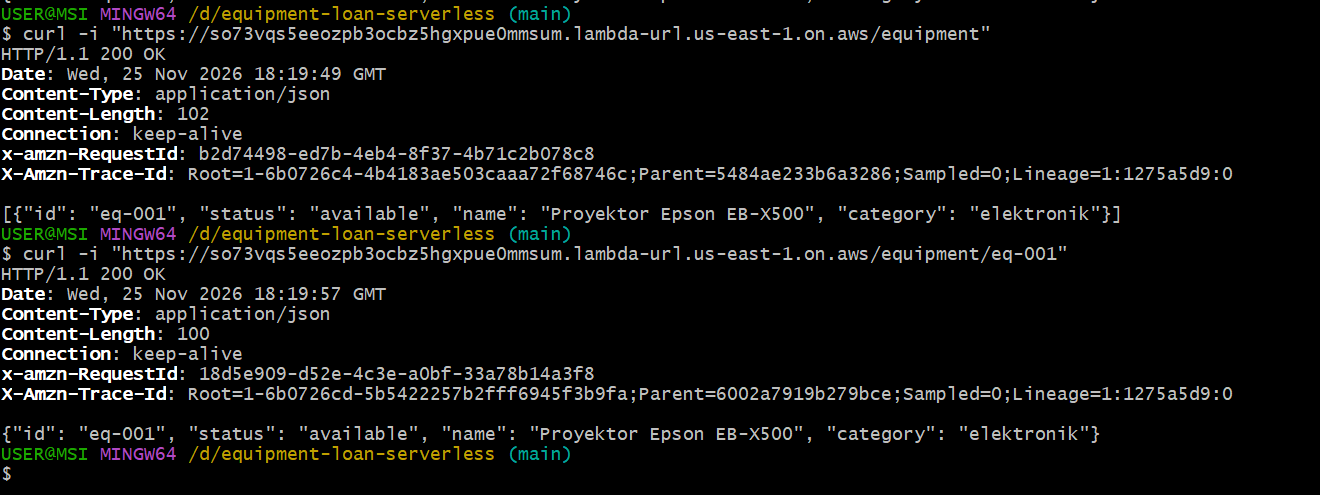 USER@MSI MINGW64 /d/equipment-loan-serverless (main)
$ curl -i "https://so73vqs5eeozpb3ocbz5hgxpue0mmsum.lambda-url.us-east-1.on.aws/equipment"
HTTP/1.1 200 OK
Date: Wed, 25 Nov 2026 18:19:49 GMT
Content-Type: application/json
Content-Length: 102
Connection: keep-alive
x-amzn-RequestId: b2d74498-ed7b-4eb4-8f37-4b71c2b078c8
X-Amzn-Trace-Id: Root=1-6b0726c4-4b4183ae503caaa72f68746c;Parent=5484ae233b6a3286;Sampled=0;Lineage=1:1275a5d9:0
[{"id": "eq-001", "status": "available", "name": "Proyektor Epson EB-X500", "category": "elektronik"}]
USER@MSI MINGW64 /d/equipment-loan-serverless (main)
$ curl -i "https://so73vqs5eeozpb3ocbz5hgxpue0mmsum.lambda-url.us-east-1.on.aws/equipment/eq-001"
HTTP/1.1 200 OK
Date: Wed, 25 Nov 2026 18:19:57 GMT
Content-Type: application/json
Content-Length: 100
Connection: keep-alive
x-amzn-RequestId: 18d5e909-d52e-4c3e-a0bf-33a78b14a3f8
X-Amzn-Trace-Id: Root=1-6b0726cd-5b5422257b2fff6945f3b9fa;Parent=6002a7919b279bce;Sampled=0;Lineage=1:1275a5d9:0
{"id": "eq-001", "status": "available", "name": "Proyektor Epson EB-X500", "category": "elektronik"}
USER@MSI MINGW64 /d/equipment-loan-serverless (main)
$